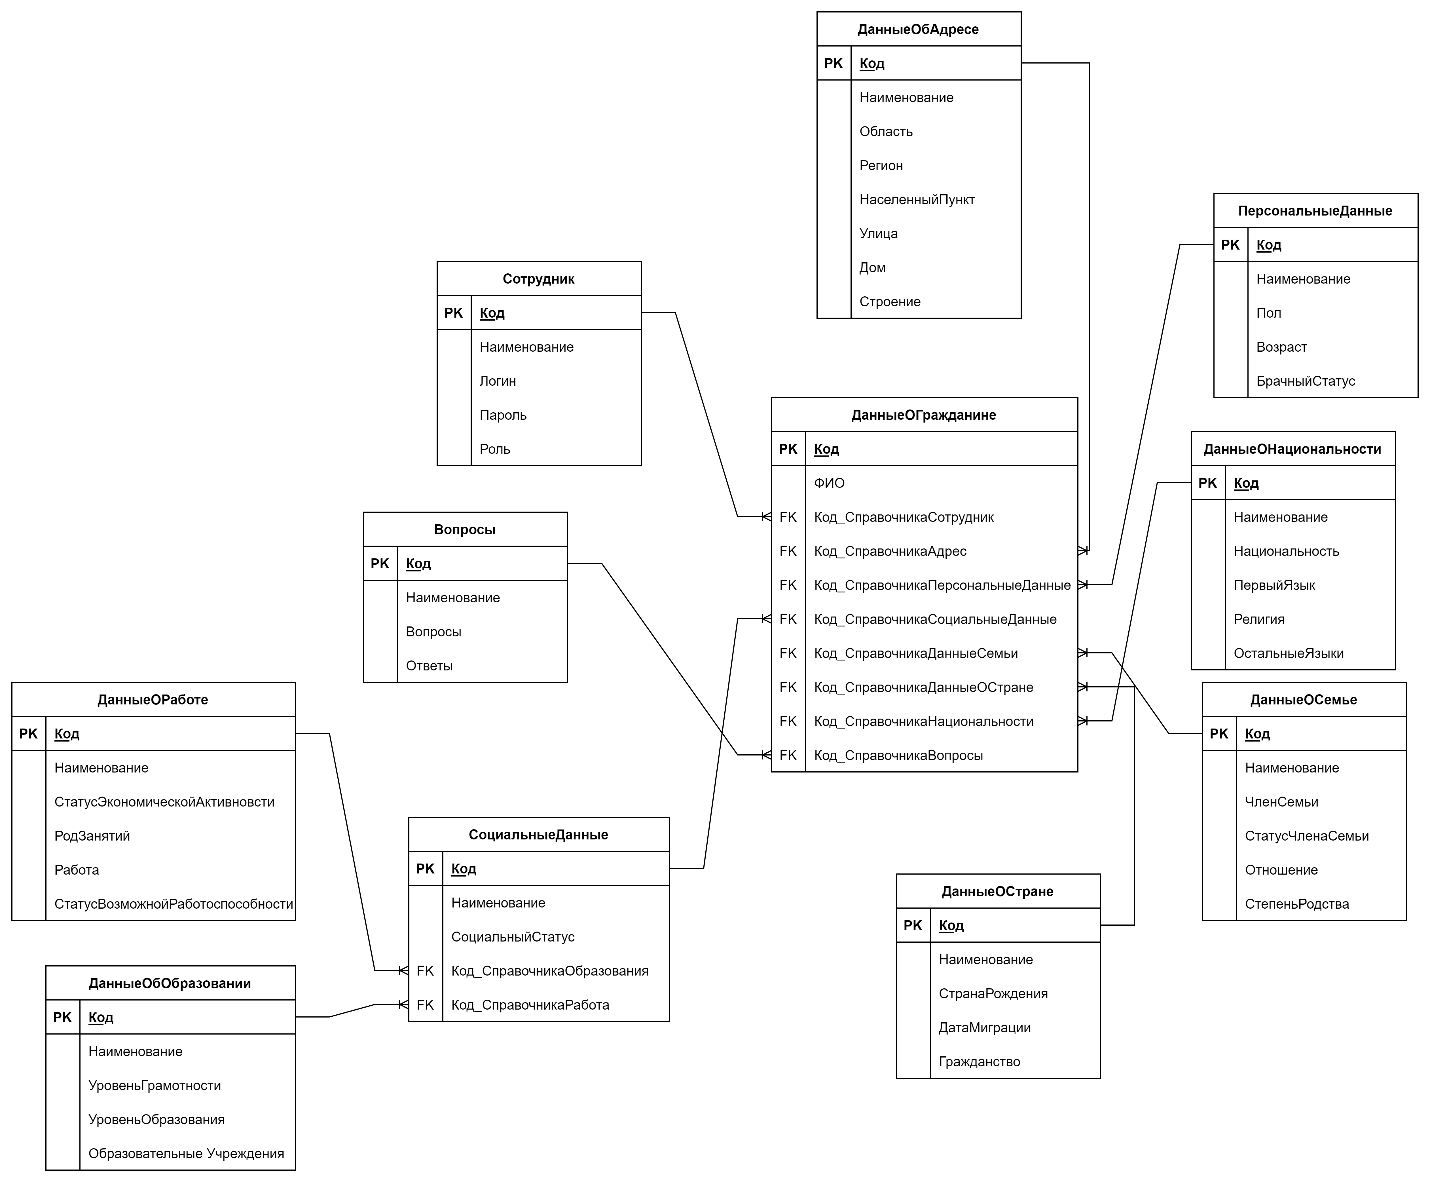 ДанныеОбАдресе
PK Код
Наименование
Область
Регион
НаселенныйПункт
Улица
Дом
Строение
ПерсональныеДанные
PK Код
Наименование
Пол
Возраст
БрачныйСтатус
Сотрудник
PK Код
Наименование
Логин
Пароль
Роль
ДанныеОГражданине
PK Код
ФИО
FK Код_СправочникаСотрудник
FK Код_СправочникаАдрес
FK Код_СправочникаПерсональныеДанные
FK Код_СправочникаСоциальныеДанные
FK Код_СправочникаДанныеСемьи
FK Код_СправочникаДанныеОСтране
FK Код_СправочникаНациональности
FK Код_СправочникаВопросы
ДанныеОНациональности
PK Код
Наименование
Национальность
ПервыйЯзык
Религия
ОстальныеЯзыки
Вопросы
PK Код
Наименование
Вопросы
Ответы
ДанныеОРаботе
PK Код
Наименование
СтатусЭкономическойАктивновсти
РодЗанятий
Работа
СтатусВозможнойРаботоспособности
ДанныеОСемье
PK Код
Наименование
ЧленСемьи
СтатусЧленаСемьи
Отношение
СтепеньРодства
СоциальныеДанные
PK Код
Наименование
СоциальныйСтатус
FK Код_СправочникаОбразования
FK Код_СправочникаРабота
ДанныеОСтране
PK Код
Наименование
СтранаРождения
ДатаМиграции
Гражданство
ДанныеОбОбразовании
PK Код
Наименование
УровеньГрамотности
УровеньОбразования
Образовательные Учреждения